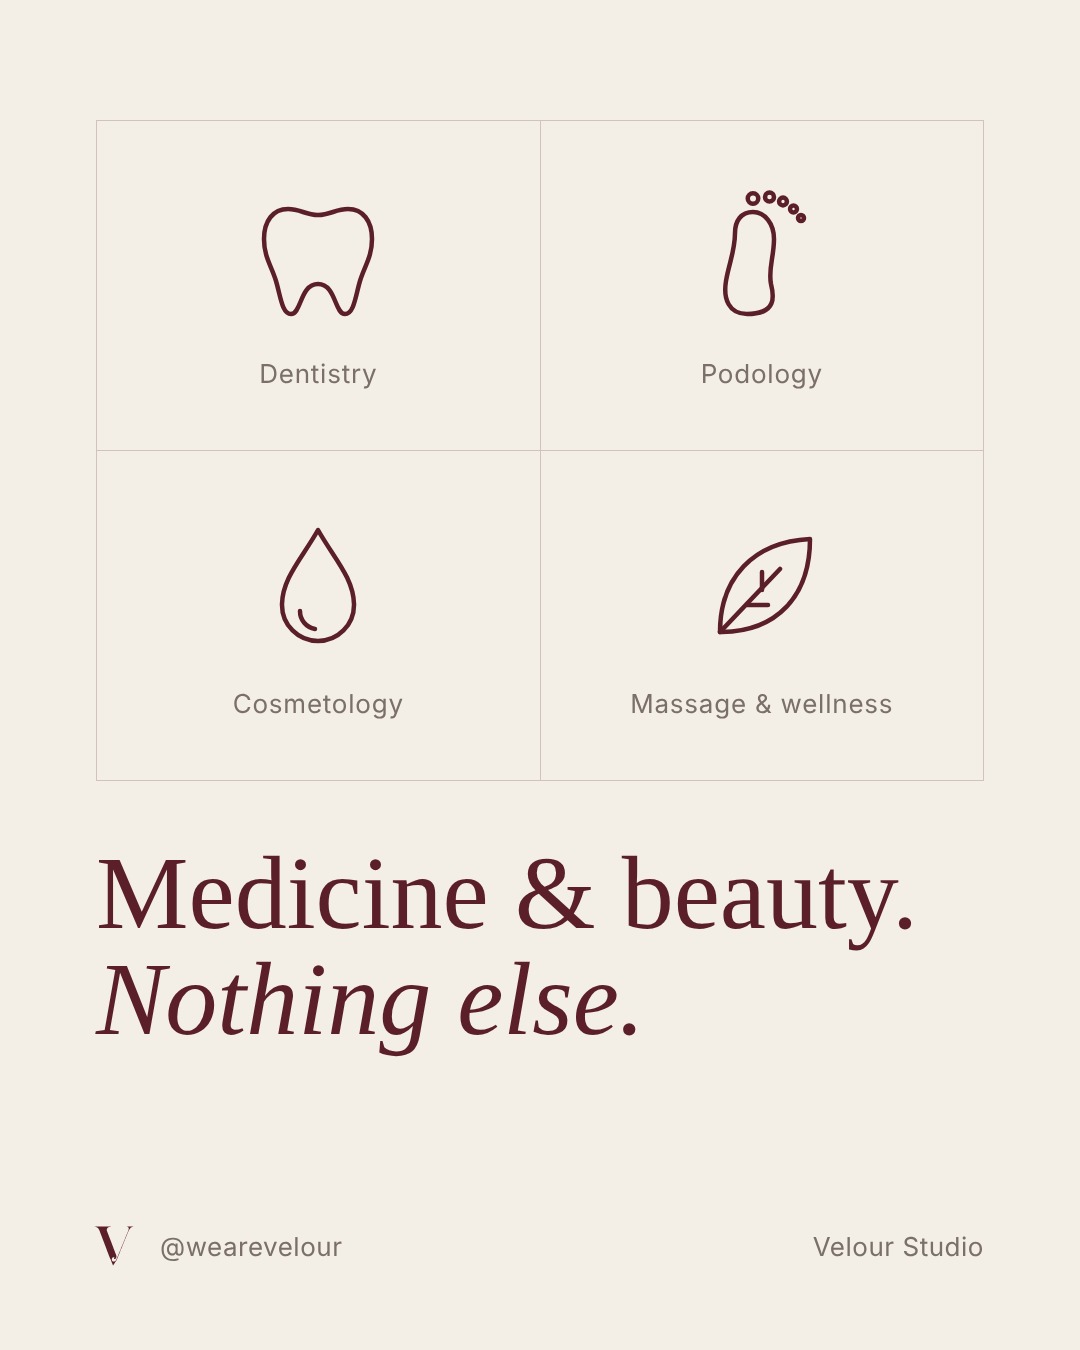 Dentistry
Podology
Cosmetology
Massage & wellness
Medicine & beauty.
Nothing else.
V @wearevelour
Velour Studio